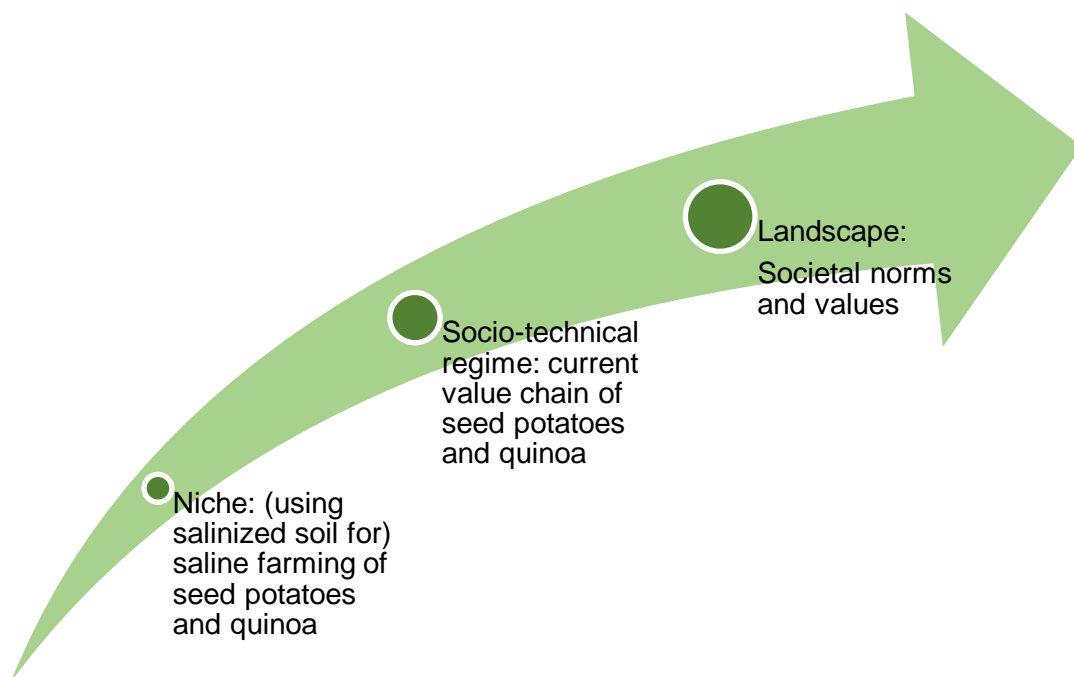 Landscape:
Societal norms
and values
Socio-technical
regime: current
value chain of
seed potatoes
and quinoa
Niche: (using
salinized soil for)
saline farming of
seed potatoes
and quinoa